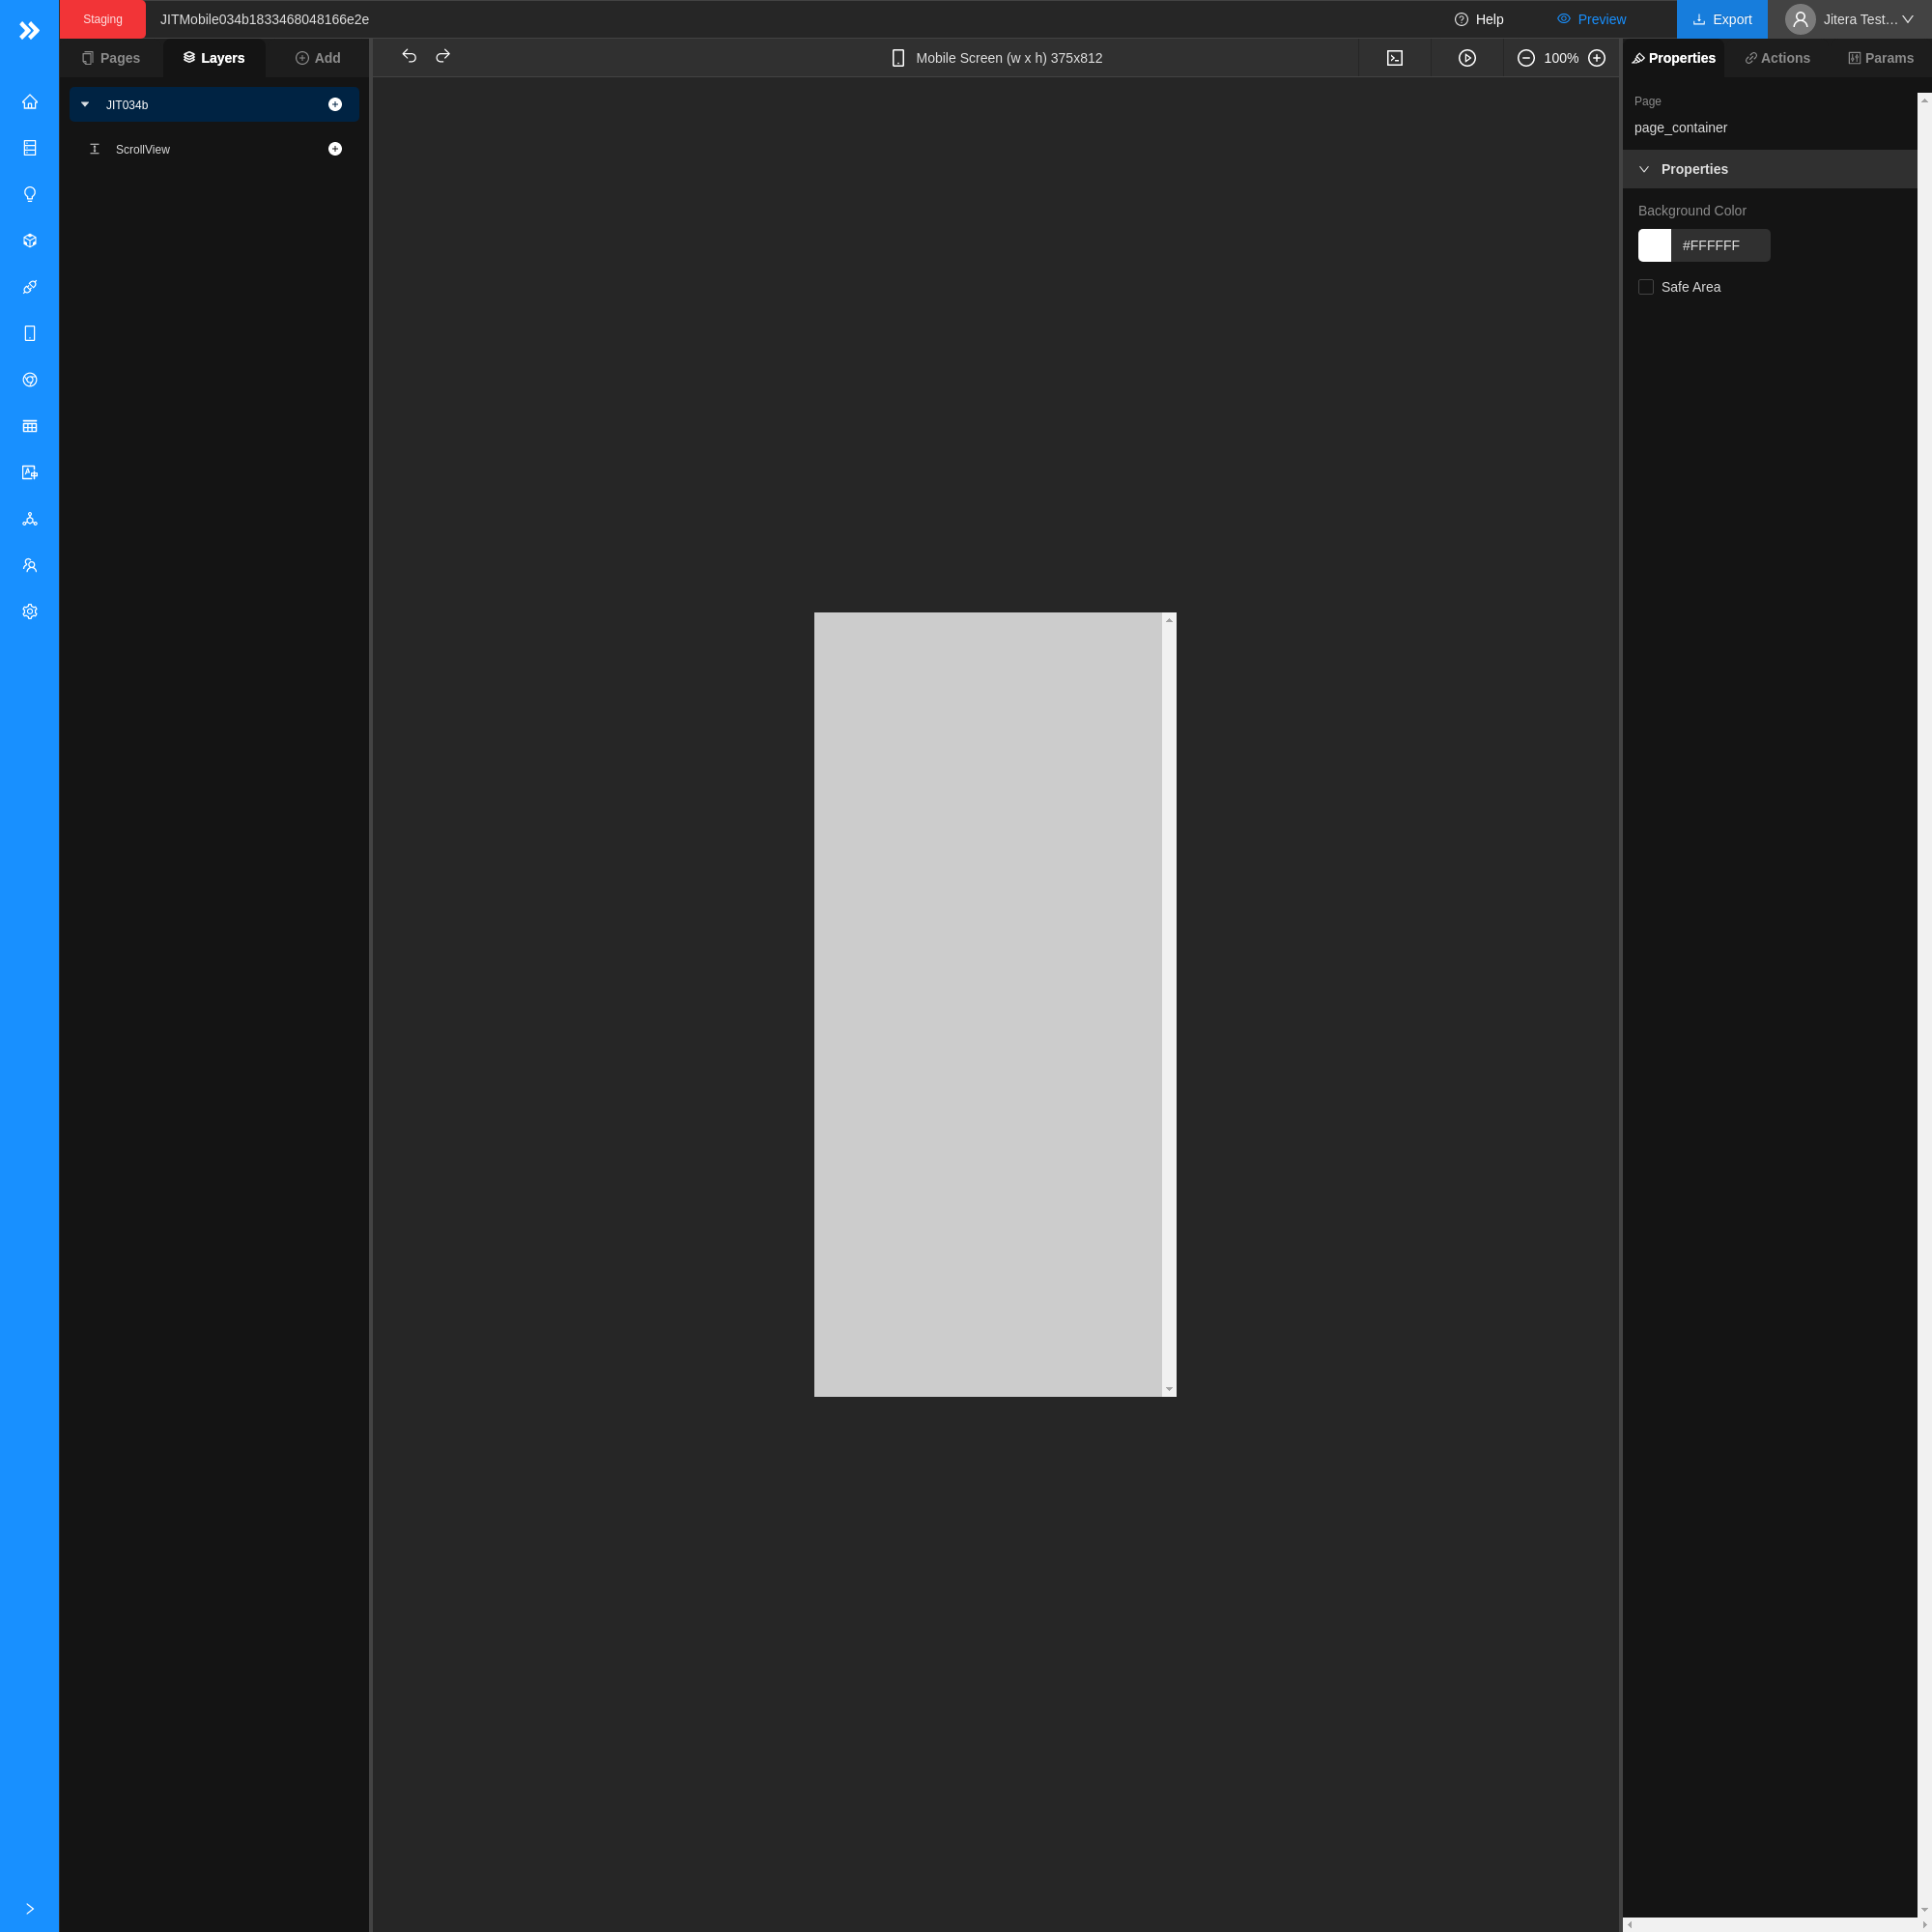 Staging
JITMobile034b1833468048166e2e
Help
Preview
Export
Jitera Test...
Pages
Layers
Add
Mobile Screen (w x h) 375x812
100%
Properties
Actions
Params
JIT034b
ScrollView
Page
page_container
Properties
Background Color
#FFFFFF
Safe Area